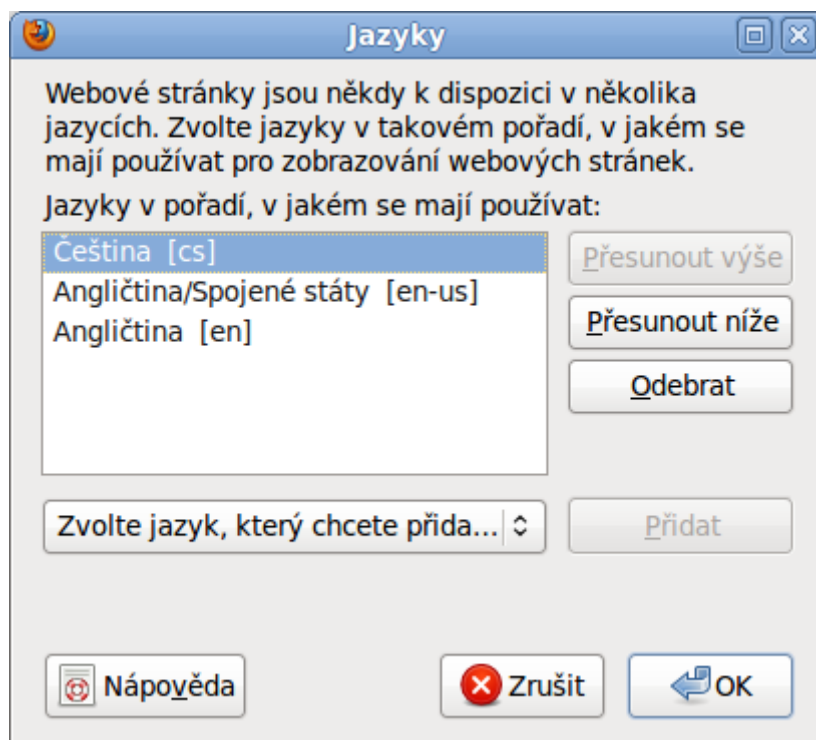 Jazyky
Webové stránky jsou někdy k dispozici v několika
jazycích. Zvolte jazyky v takovém pořadí, v jakém se
mají používat pro zobrazování webových stránek.
Jazyky v pořadí, v jakém se mají používat:
Čeština [cs]
Angličtina/Spojené státy [en-us]
Angličtina [en]
Přesunout výše
Přesunout níže
Odebrat
Zvolte jazyk, který chcete přida...
Přidat
Nápověda
Zrušit
OK